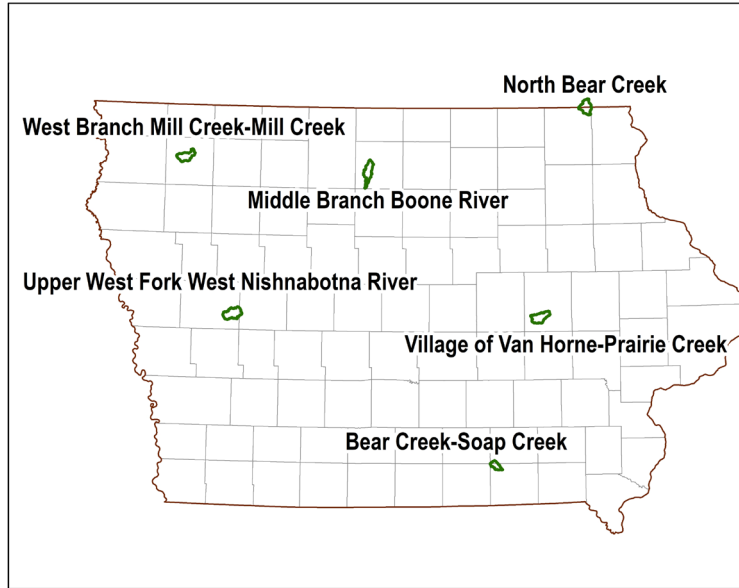 North Bear Creek
West Branch Mill Creek-Mill Creek
Middle Branch Boone River
Upper West Fork West Nishnabotna River
Village of Van Horne-Prairie Creek
Bear Creek-Soap Creek